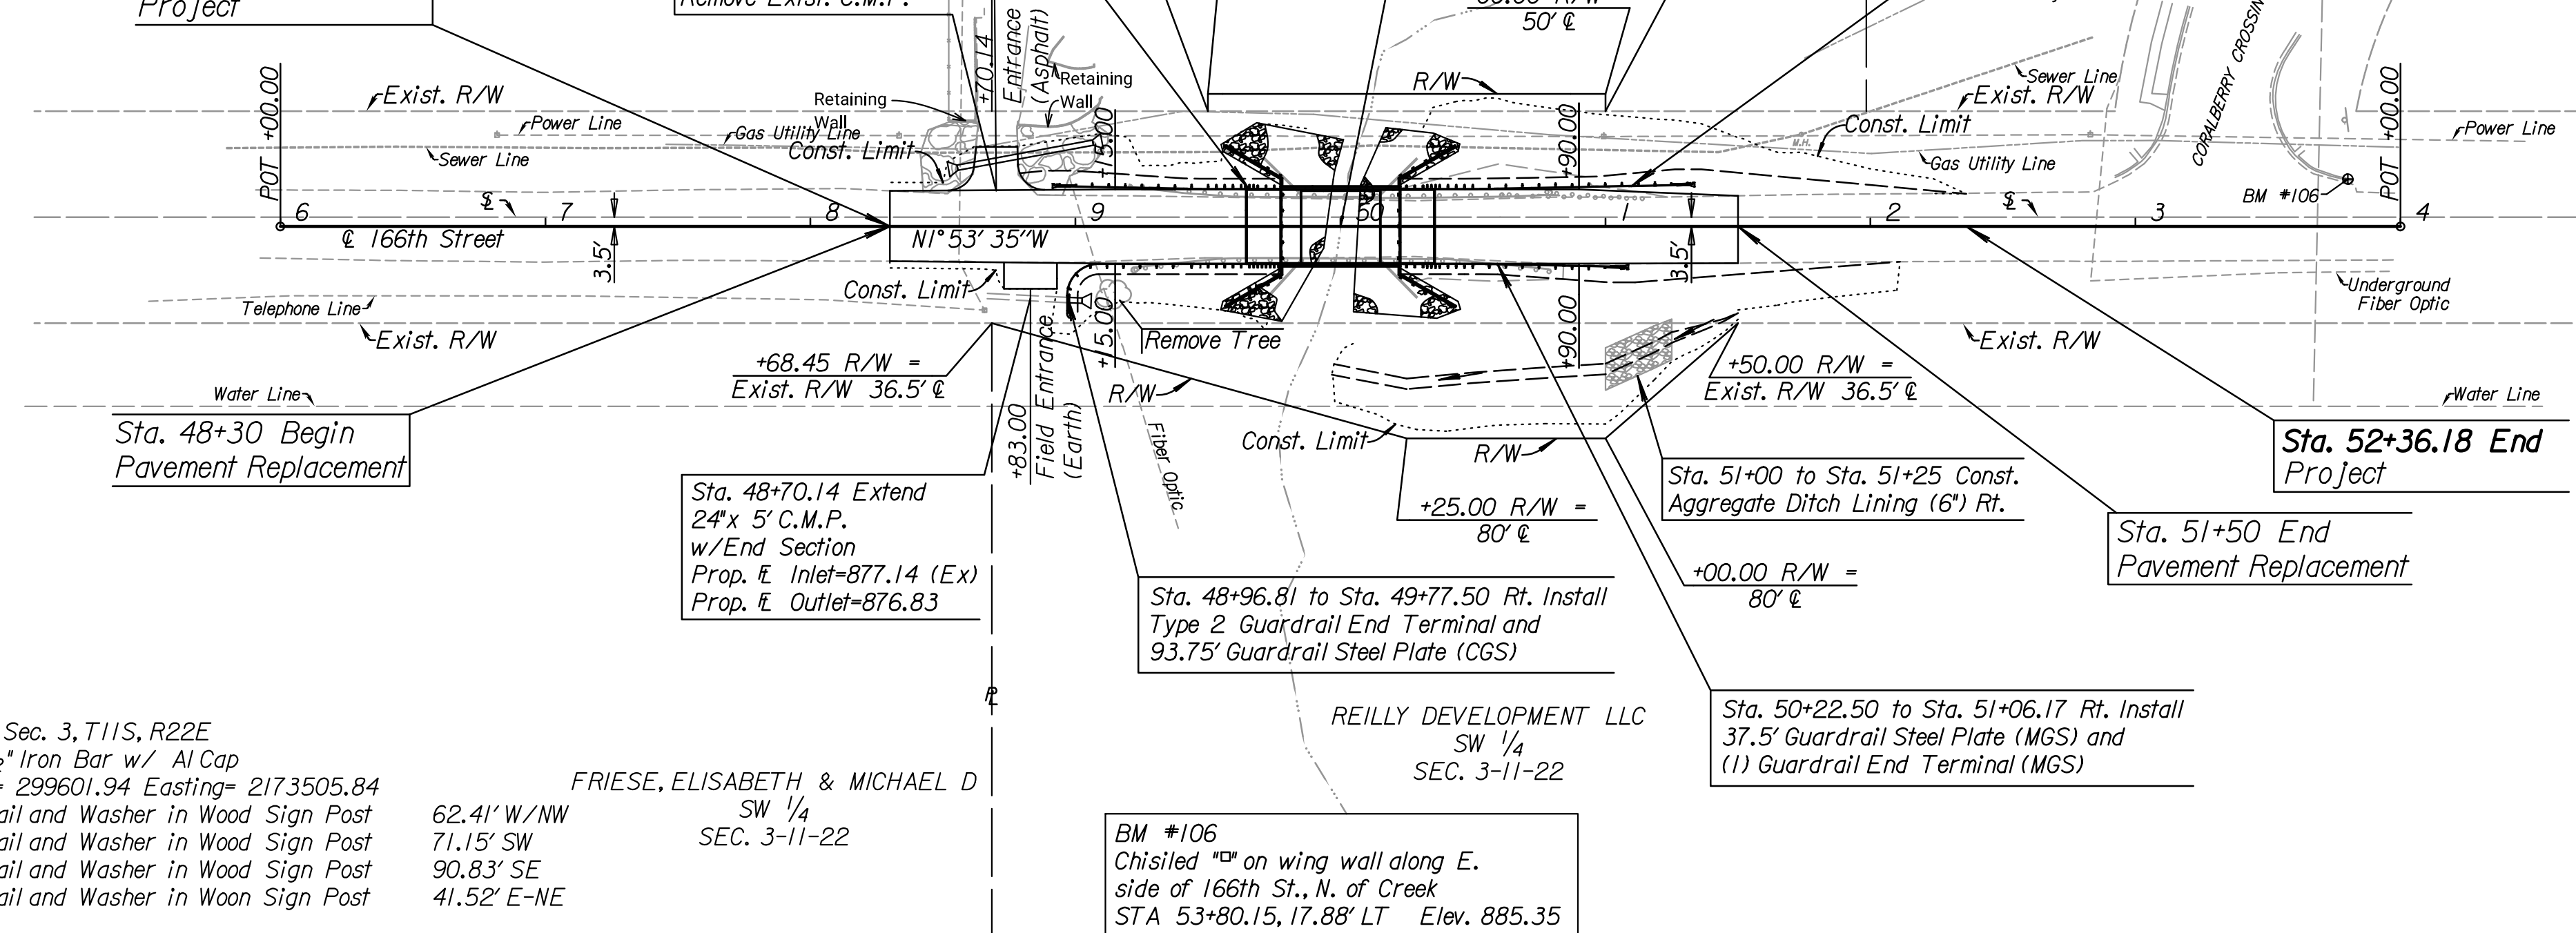 Project
Remove Exist. C.M.P.
+70.14
Entrance
(Asphalt)
50' ℄
R/W
Retaining
Wall
Retaining
Wall
POT +00.00
Exist. R/W
Power Line
Gas Utility Line
Const. Limit
Sewer Line
+15.00
+90.00
Sewer Line
Exist. R/W
Const. Limit
M.H.
Gas Utility Line
CORALBERRY CROSSIN
POT +00.00
Power Line
BM #106
6 7 8 9 50 1 2 3 4
℄ 166th Street
3.5'
N1° 53' 35"W
3.5'
Const. Limit
Telephone Line
Exist. R/W
Underground
Fiber Optic
Exist. R/W
+15.00
Remove Tree
+90.00
+68.45 R/W =
Exist. R/W 36.5' ℄
+50.00 R/W =
Exist. R/W 36.5' ℄
R/W
Water Line
Water Line
+83.00
Field Entrance
(Earth)
Fiber Optic
Const. Limit
R/W
Sta. 48+30 Begin
Pavement Replacement
Sta. 52+36.18 End
Project
Sta. 51+00 to Sta. 51+25 Const.
Aggregate Ditch Lining (6") Rt.
Sta. 48+70.14 Extend
24"x 5' C.M.P.
w/End Section
Prop. ℄ Inlet=877.14 (Ex)
Prop. ℄ Outlet=876.83
+25.00 R/W =
80' ℄
+00.00 R/W =
80' ℄
Sta. 51+50 End
Pavement Replacement
Sta. 48+96.81 to Sta. 49+77.50 Rt. Install
Type 2 Guardrail End Terminal and
93.75' Guardrail Steel Plate (CGS)
Sta. 50+22.50 to Sta. 51+06.17 Rt. Install
37.5' Guardrail Steel Plate (MGS) and
(1) Guardrail End Terminal (MGS)
REILLY DEVELOPMENT LLC
SW 1/4
SEC. 3-11-22
FRIESE, ELISABETH & MICHAEL D
SW 1/4
SEC. 3-11-22
Sec. 3, T11S, R22E
" Iron Bar w/ Al Cap
= 299601.94 Easting= 2173505.84
ail and Washer in Wood Sign Post 62.41' W/NW
ail and Washer in Wood Sign Post 71.15' SW
ail and Washer in Wood Sign Post 90.83' SE
ail and Washer in Woon Sign Post 41.52' E-NE
BM #106
Chisiled "□" on wing wall along E.
side of 166th St., N. of Creek
STA 53+80.15, 17.88' LT Elev. 885.35